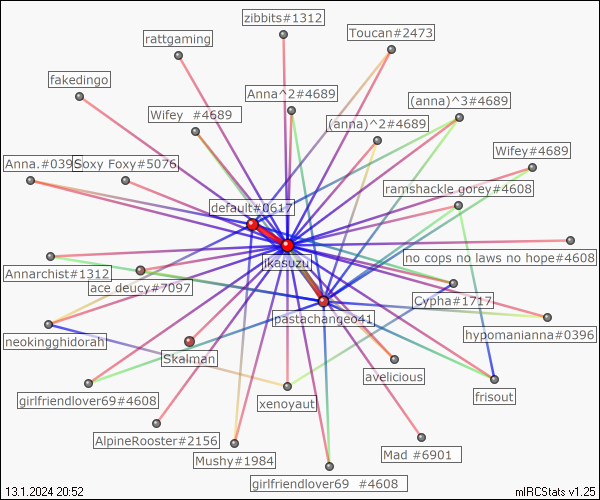 zibbits#1312
Toucan#2473
rattgaming
fakedingo
Anna^2#4689
(anna)^3#4689
Wifey  #4689
(anna)^2#4689
Wifey#4689
Anna.#0396
Soxy Foxy#5076
ramshackle gorey#4608
default#0617
ikasuzu
no cops no laws no hope#4608
Annarchist#1312
ace deucy#7097
Cypha#1717
pastachangeo41
hypomanianna#0396
neokingghidorah
Skalman
avelicious
frisout
girlfriendlover69#4608
xenoyaut
AlpineRooster#2156
Mushy#1984
Mad #6901
girlfriendlover69  #4608
13.1.2024 20:52
mIRCStats v1.25